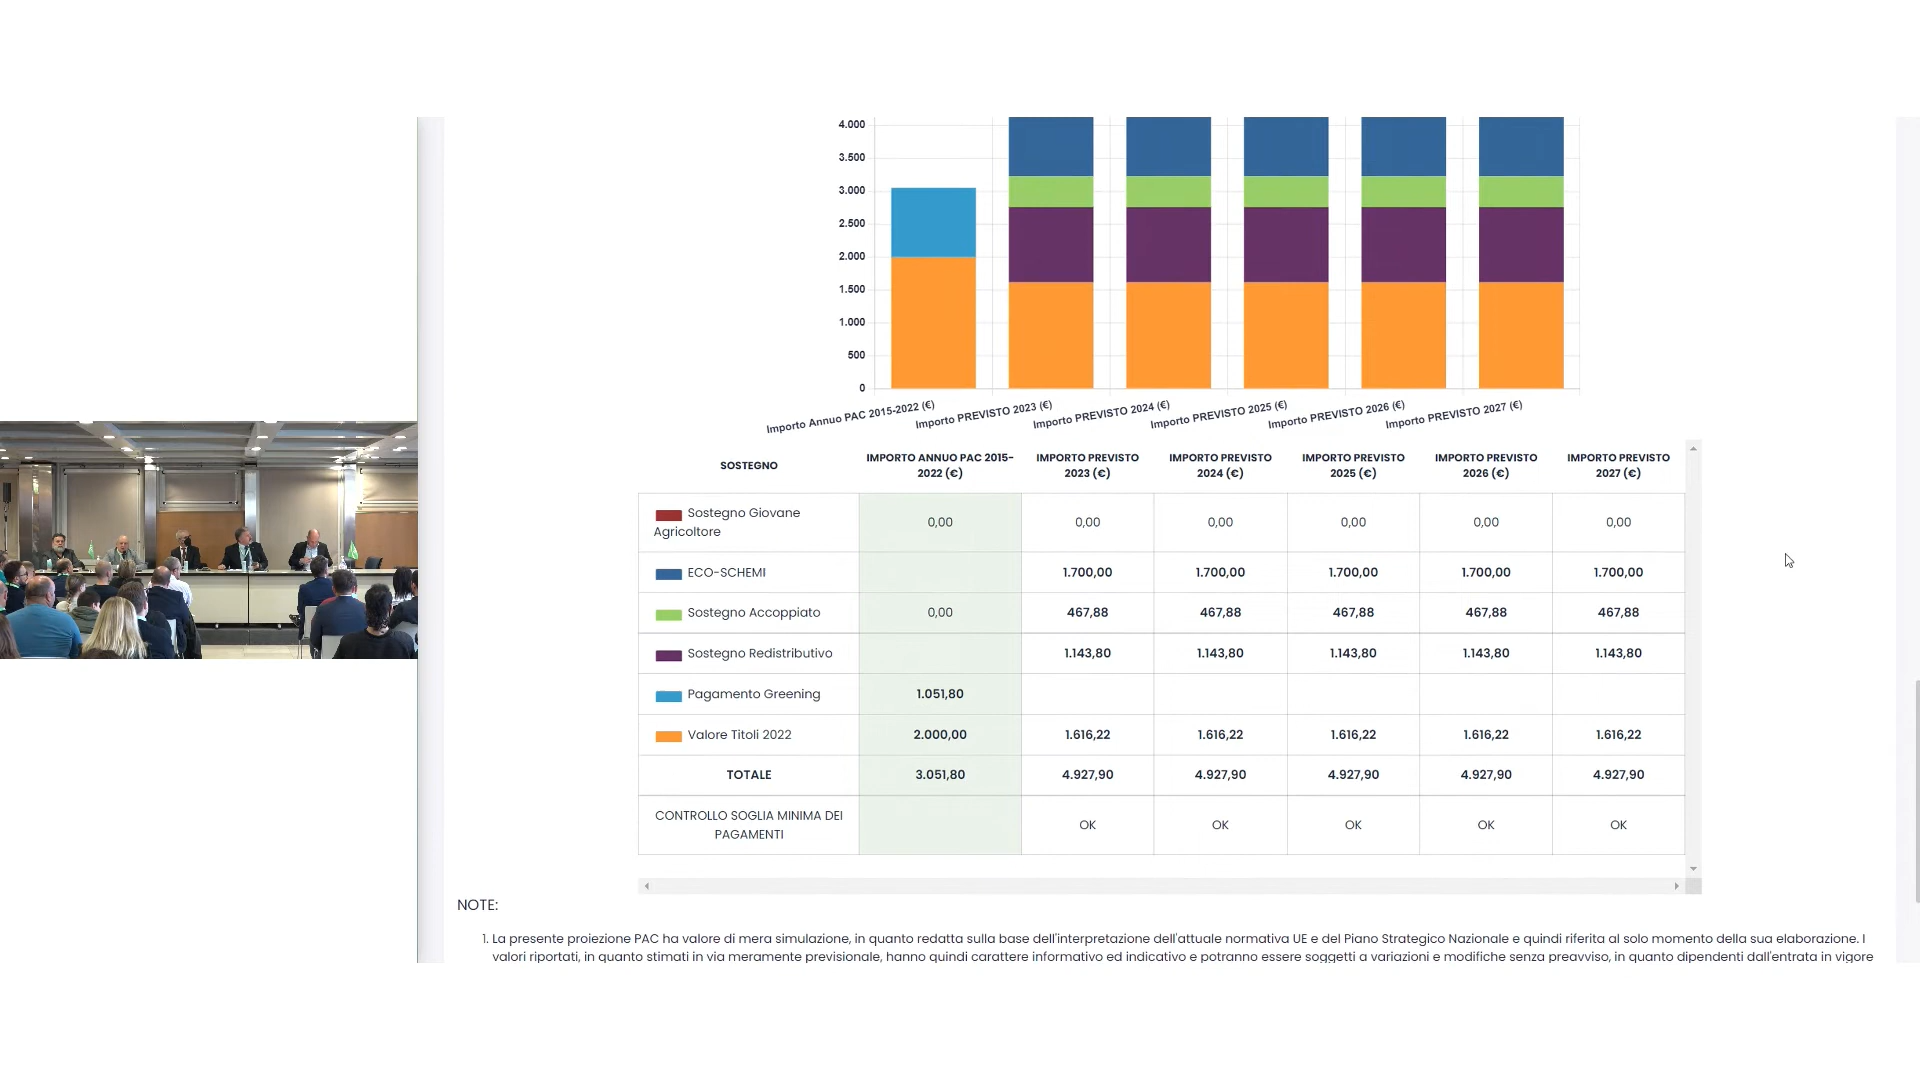 4.000
3.500
3.000
2.500
2.000
1.500
1.000
500
0
Importo Annuo PAC 2015-2022 (€)
Importo PREVISTO 2023 (€)
Importo PREVISTO 2024 (€)
Importo PREVISTO 2025 (€)
Importo PREVISTO 2026 (€)
Importo PREVISTO 2027 (€)
SOSTEGNO IMPORTO ANNUO PAC 2015-2022 (€) IMPORTO PREVISTO 2023 (€) IMPORTO PREVISTO 2024 (€) IMPORTO PREVISTO 2025 (€) IMPORTO PREVISTO 2026 (€) IMPORTO PREVISTO 2027 (€)
Sostegno Giovane Agricoltore 0,00 0,00 0,00 0,00 0,00 0,00
ECO-SCHEMI 1.700,00 1.700,00 1.700,00 1.700,00 1.700,00
Sostegno Accoppiato 0,00 467,88 467,88 467,88 467,88 467,88
Sostegno Redistributivo 1.143,80 1.143,80 1.143,80 1.143,80 1.143,80
Pagamento Greening 1.051,80
Valore Titoli 2022 2.000,00 1.616,22 1.616,22 1.616,22 1.616,22 1.616,22
TOTALE 3.051,80 4.927,90 4.927,90 4.927,90 4.927,90 4.927,90
CONTROLLO SOGLIA MINIMA DEI PAGAMENTI OK OK OK OK OK
NOTE:
1. La presente proiezione PAC ha valore di mera simulazione, in quanto redatta sulla base dell'interpretazione dell'attuale normativa UE e del Piano Strategico Nazionale e quindi riferita al solo momento della sua elaborazione. I
valori riportati, in quanto stimati in via meramente previsionale, hanno quindi carattere informativo ed indicativo e potranno essere soggetti a variazioni e modifiche senza preavviso, in quanto dipendenti dall'entrata in vigore